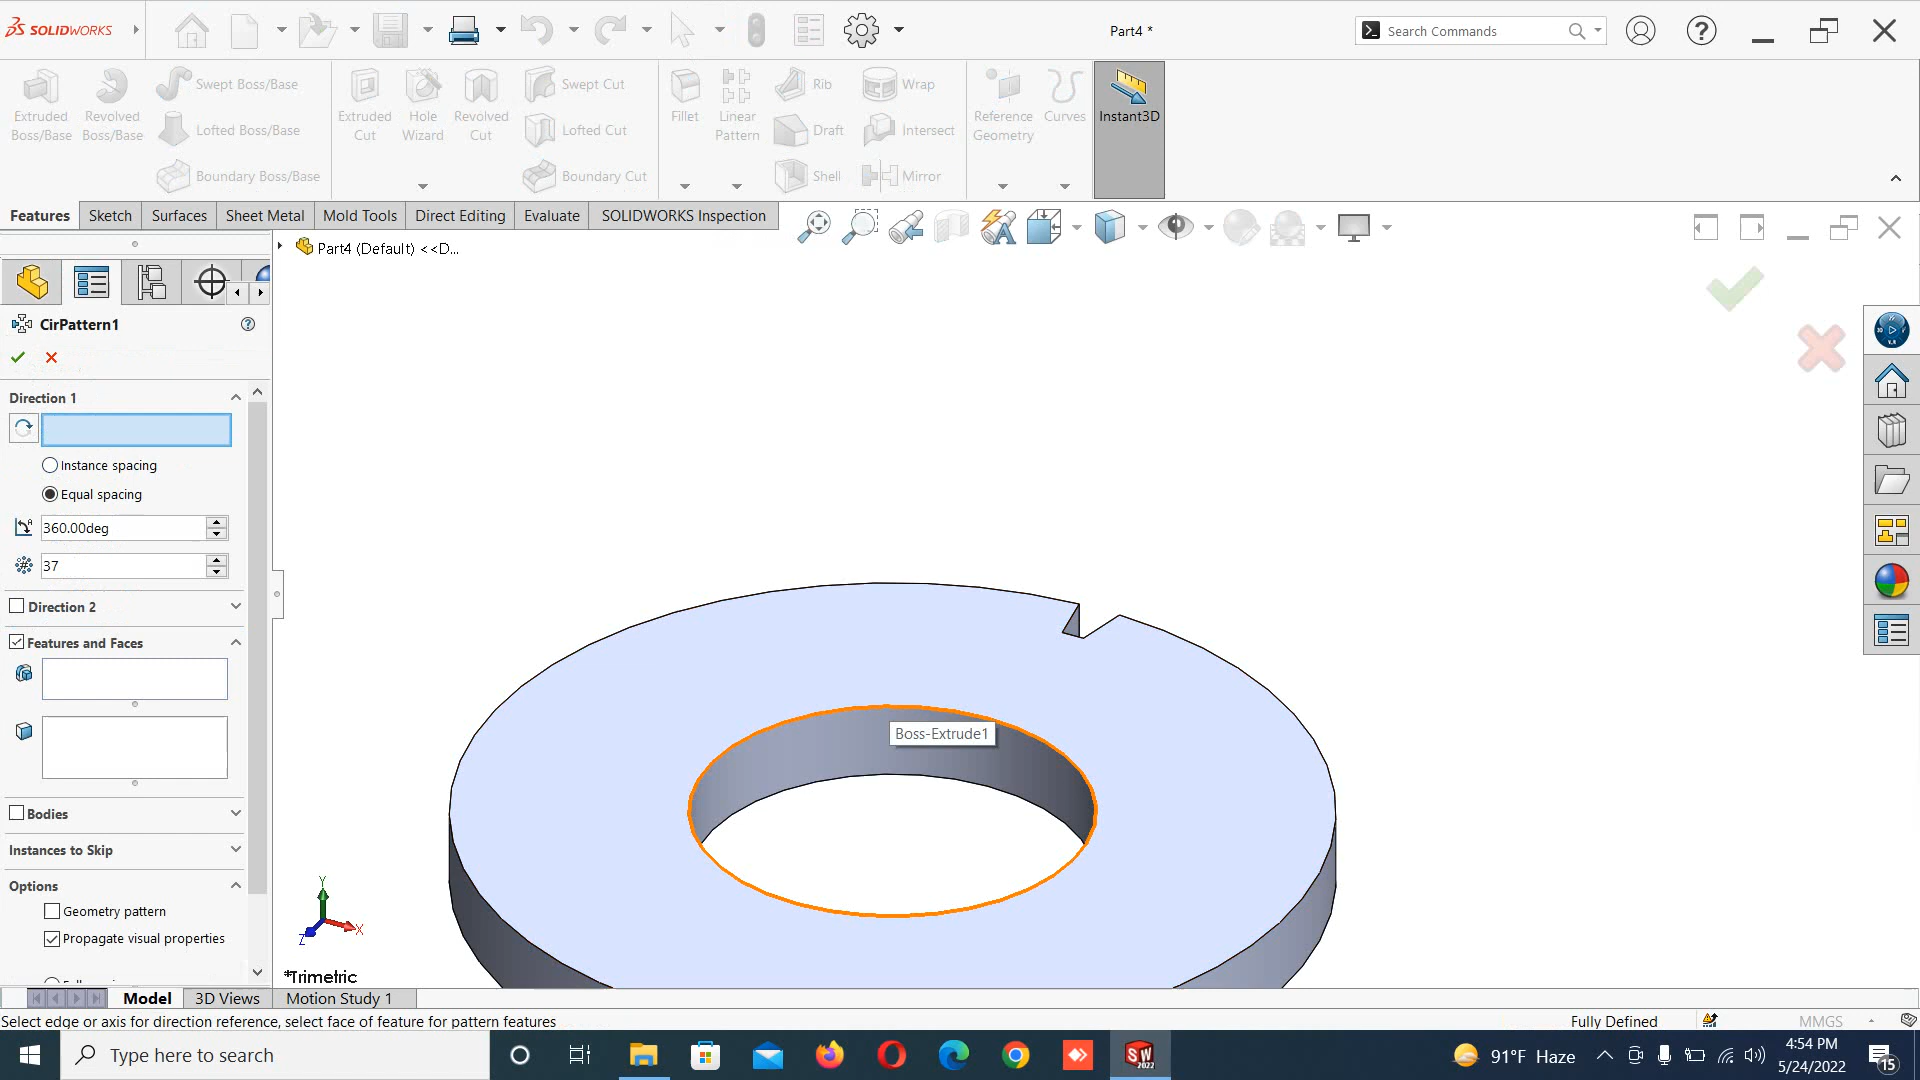 SOLIDWORKS
Part4 *
Search Commands
Extruded Boss/Base
Revolved Boss/Base
Swept Boss/Base
Lofted Boss/Base
Boundary Boss/Base
Extruded Cut
Hole Wizard
Revolved Cut
Swept Cut
Lofted Cut
Boundary Cut
Fillet
Linear Pattern
Rib
Draft
Shell
Wrap
Intersect
Mirror
Reference Geometry
Curves
Instant3D
Features
Sketch
Surfaces
Sheet Metal
Mold Tools
Direct Editing
Evaluate
SOLIDWORKS Inspection
Part4 (Default) <<D...
CirPattern1
Direction 1
Instance spacing
Equal spacing
360.00deg
37
Direction 2
Features and Faces
Bodies
Instances to Skip
Options
Geometry pattern
Propagate visual properties
Boss-Extrude1
Y
X
Z
*Trimetric
Model
3D Views
Motion Study 1
Select edge or axis for direction reference, select face of feature for pattern features
Fully Defined
MMGS
Type here to search
SW
2022
91°F Haze
4:54 PM
5/24/2022
15